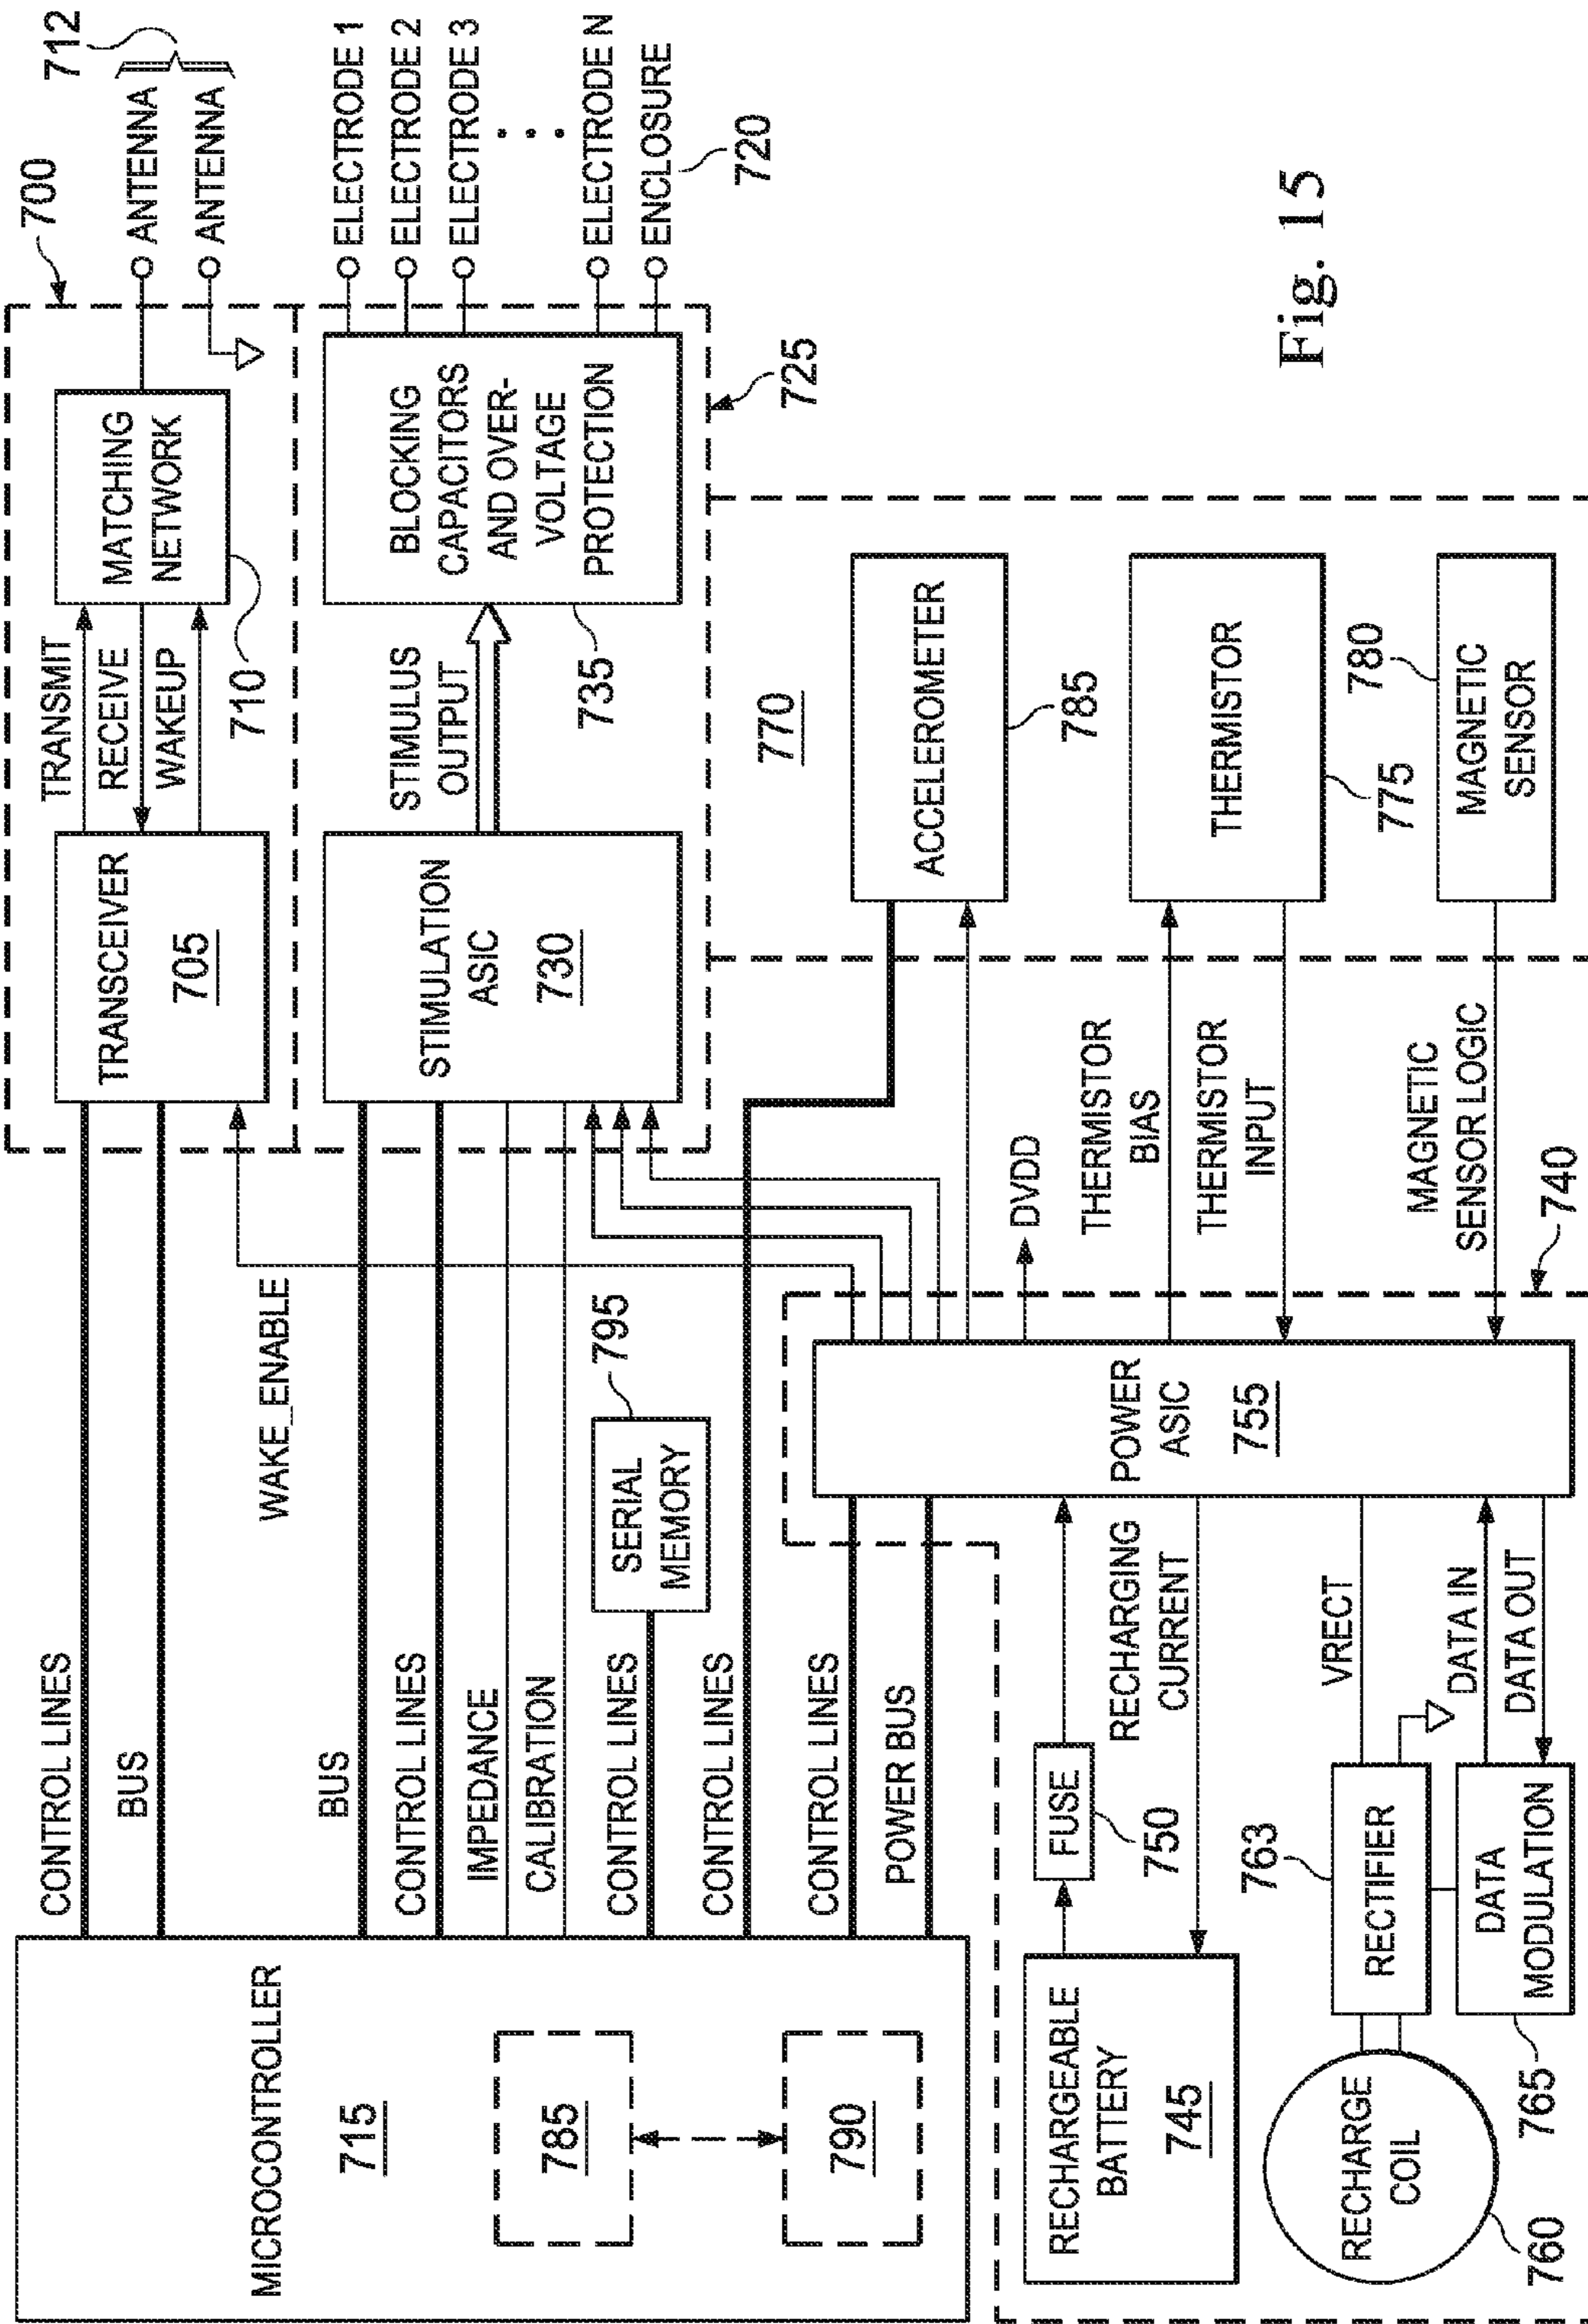 700
712
ANTENNA
ANTENNA
TRANSCEIVER
705
TRANSMIT
RECEIVE
WAKEUP
MATCHING
NETWORK
710
CONTROL LINES
BUS
WAKE_ENABLE
MICROCONTROLLER
715
785
790
BUS
CONTROL LINES
IMPEDANCE
CALIBRATION
CONTROL LINES
SERIAL
MEMORY
795
CONTROL LINES
CONTROL LINES
POWER BUS
STIMULATION
ASIC
730
STIMULUS
OUTPUT
BLOCKING
CAPACITORS
AND OVER-
VOLTAGE
PROTECTION
735
725
ELECTRODE 1
ELECTRODE 2
ELECTRODE 3
ELECTRODE N
ENCLOSURE
720
RECHARGEABLE
BATTERY
745
FUSE
750
RECHARGING
CURRENT
RECHARGE
COIL
760
RECTIFIER
763
VRECT
DATA
MODULATION
765
DATA IN
DATA OUT
POWER
ASIC
755
740
DVDD
THERMISTOR
BIAS
THERMISTOR
INPUT
MAGNETIC
SENSOR LOGIC
770
ACCELEROMETER
785
THERMISTOR
775
780
MAGNETIC
SENSOR
Fig. 15